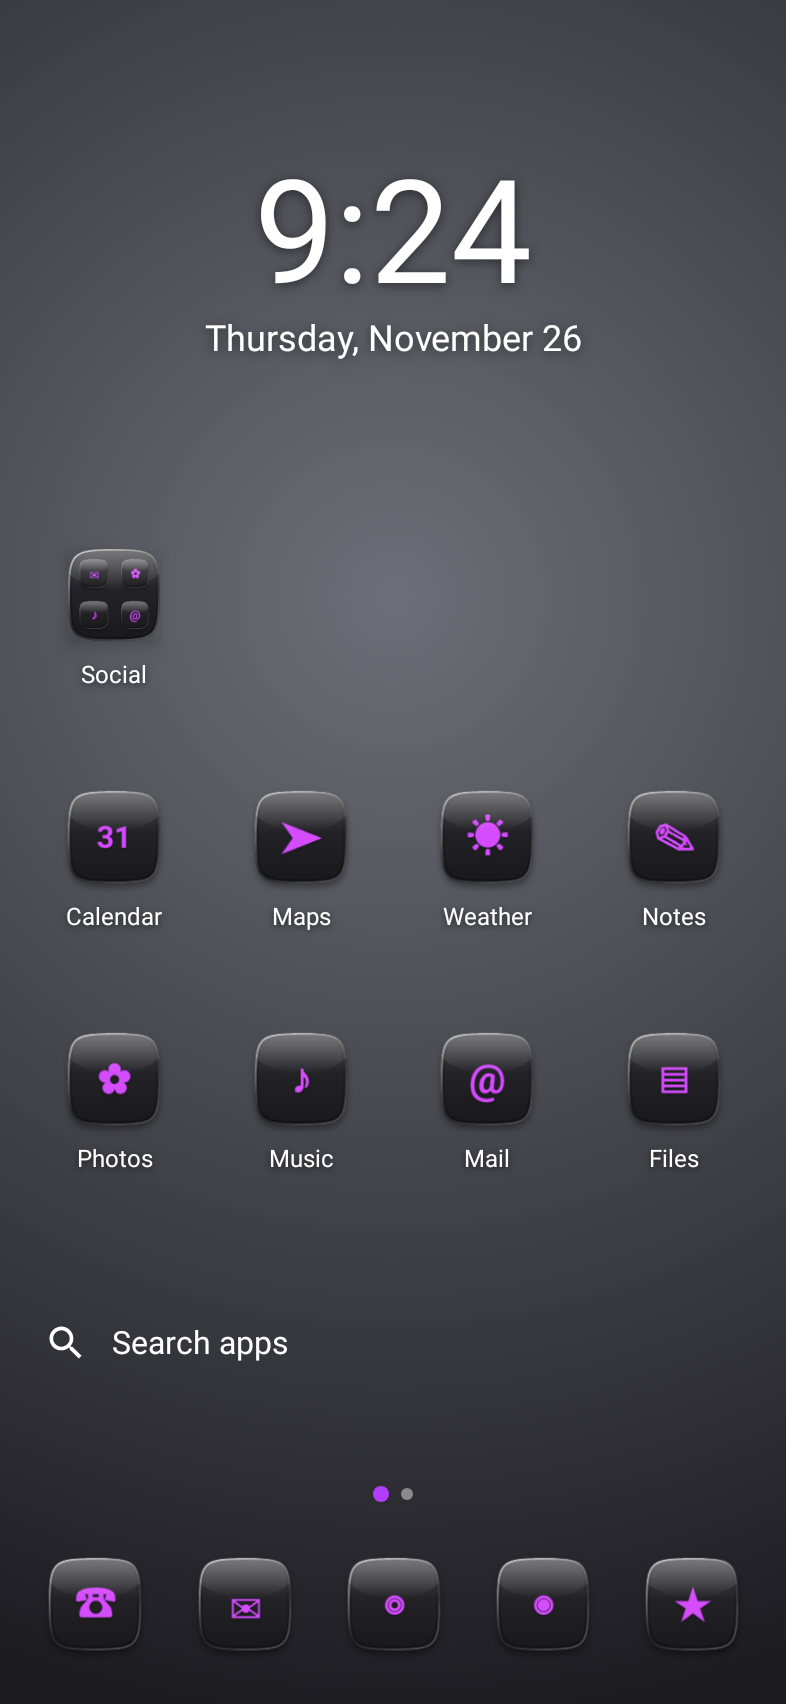 9:24
Thursday, November 26
@
Social
31
Calendar
Maps
Weather
Notes
@
Photos
Music
Mail
Files
Search apps